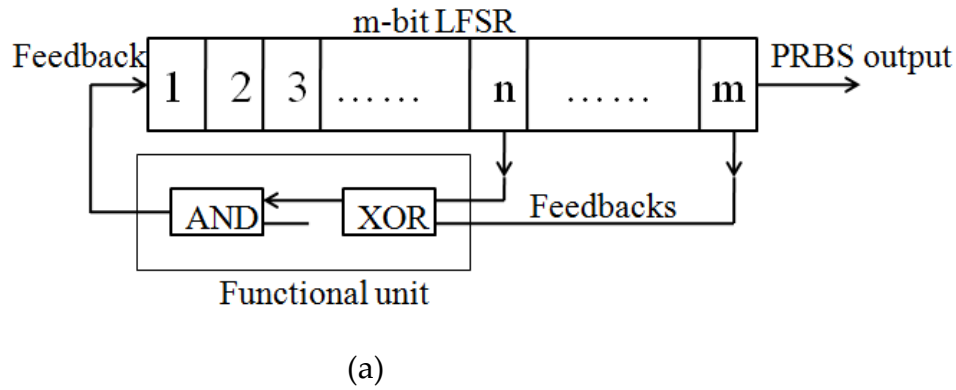 m-bit LFSR
Feedback
PRBS output
1 2 3 ...... n ...... m
AND XOR
Feedbacks
Functional unit
(a)